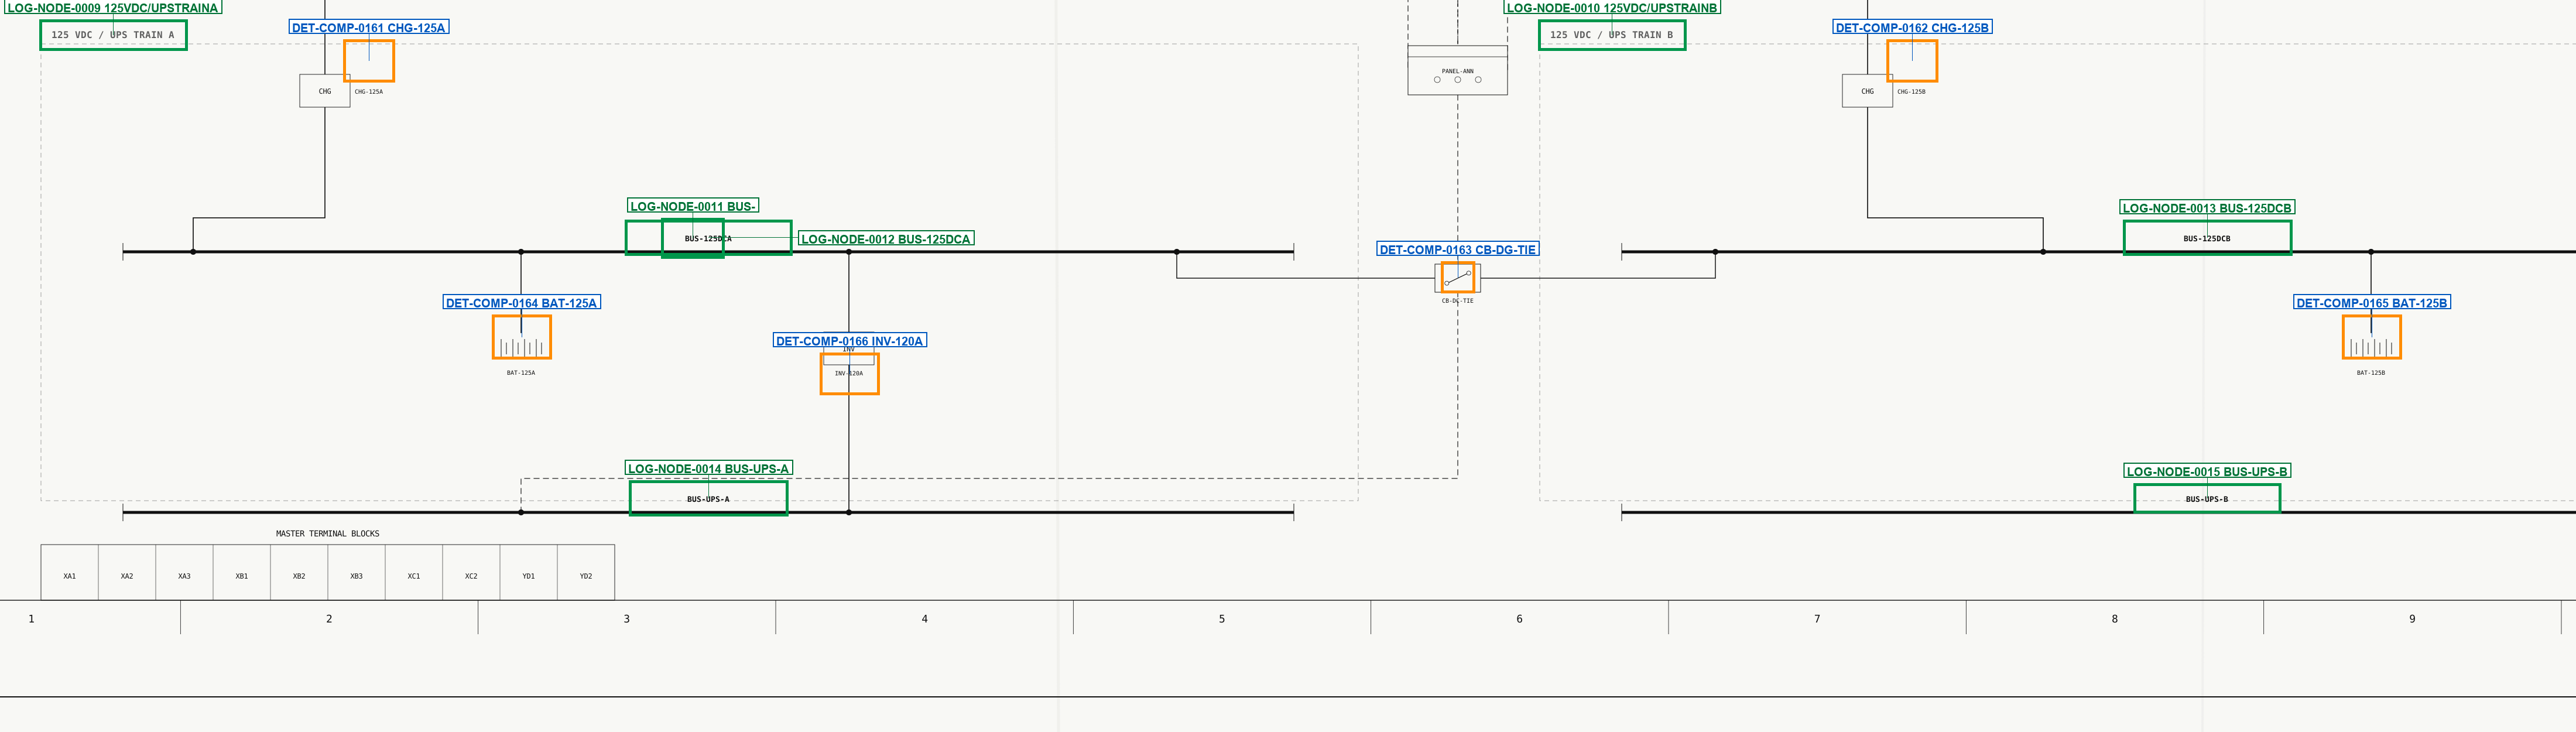 LOG-NODE-0009 125VDC/UPSTRAINA
125 VDC / UPS TRAIN A
DET-COMP-0161 CHG-125A
CHG
CHG-125A
PANEL-ANN
LOG-NODE-0010 125VDC/UPSTRAINB
125 VDC / UPS TRAIN B
DET-COMP-0162 CHG-125B
CHG
CHG-125B
LOG-NODE-0011 BUS-
BUS-125DCA
LOG-NODE-0012 BUS-125DCA
DET-COMP-0163 CB-DG-TIE
CB-DC-TIE
LOG-NODE-0013 BUS-125DCB
BUS-125DCB
DET-COMP-0164 BAT-125A
BAT-125A
DET-COMP-0166 INV-120A
INV
INV-120A
DET-COMP-0165 BAT-125B
BAT-125B
LOG-NODE-0014 BUS-UPS-A
BUS-UPS-A
LOG-NODE-0015 BUS-UPS-B
BUS-UPS-B
MASTER TERMINAL BLOCKS
XA1 XA2 XA3 XB1 XB2 XB3 XC1 XC2 YD1 YD2
1 2 3 4 5 6 7 8 9